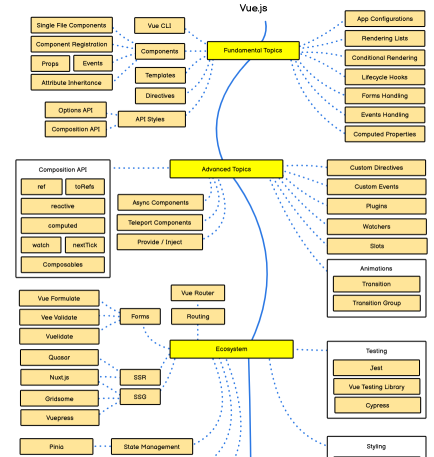 Vue.js
Single File Components
Vue CLI
App Configurations
Component Registration
Components
Fundamental Topics
Rendering Lists
Props
Events
Conditional Rendering
Attribute Inheritance
Templates
Lifecycle Hooks
Directives
Forms Handling
Options API
API Styles
Events Handling
Composition API
Computed Properties
Composition API
ref
toRefs
reactive
computed
watch
nextTick
Composables
Advanced Topics
Async Components
Teleport Components
Provide / Inject
Custom Directives
Custom Events
Plugins
Watchers
Slots
Animations
Transition
Transition Group
Vue Formulate
Vee Validate
Vuelidate
Forms
Vue Router
Routing
Ecosystem
Quasar
Nuxt.js
Gridsome
Vuepress
SSR
SSG
Testing
Jest
Vue Testing Library
Cypress
Pinia
State Management
Styling